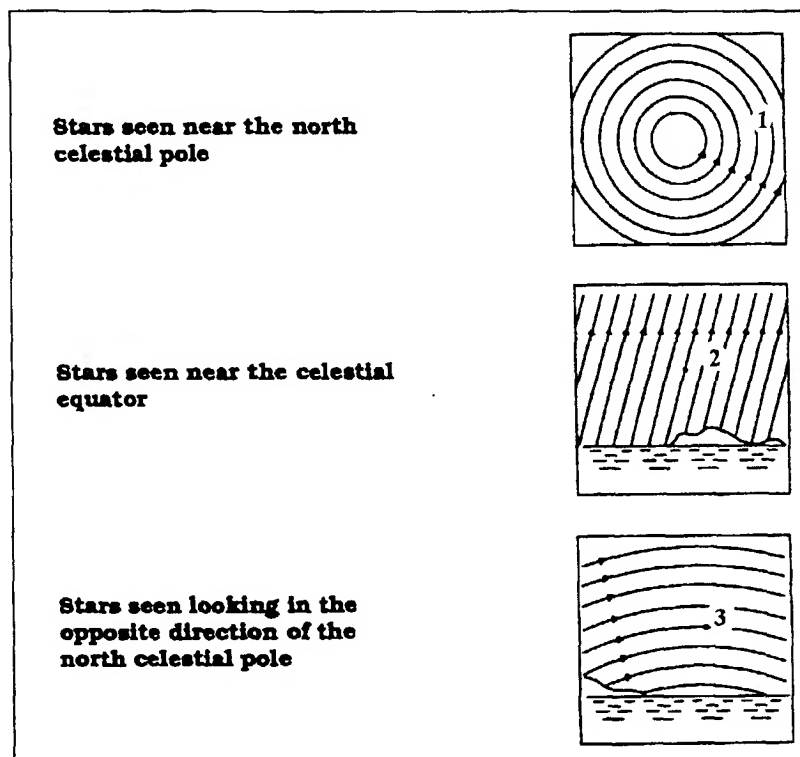 Stars seen near the north
celestial pole
1
Stars seen near the celestial
equator
2
Stars seen looking in the
opposite direction of the
north celestial pole
3